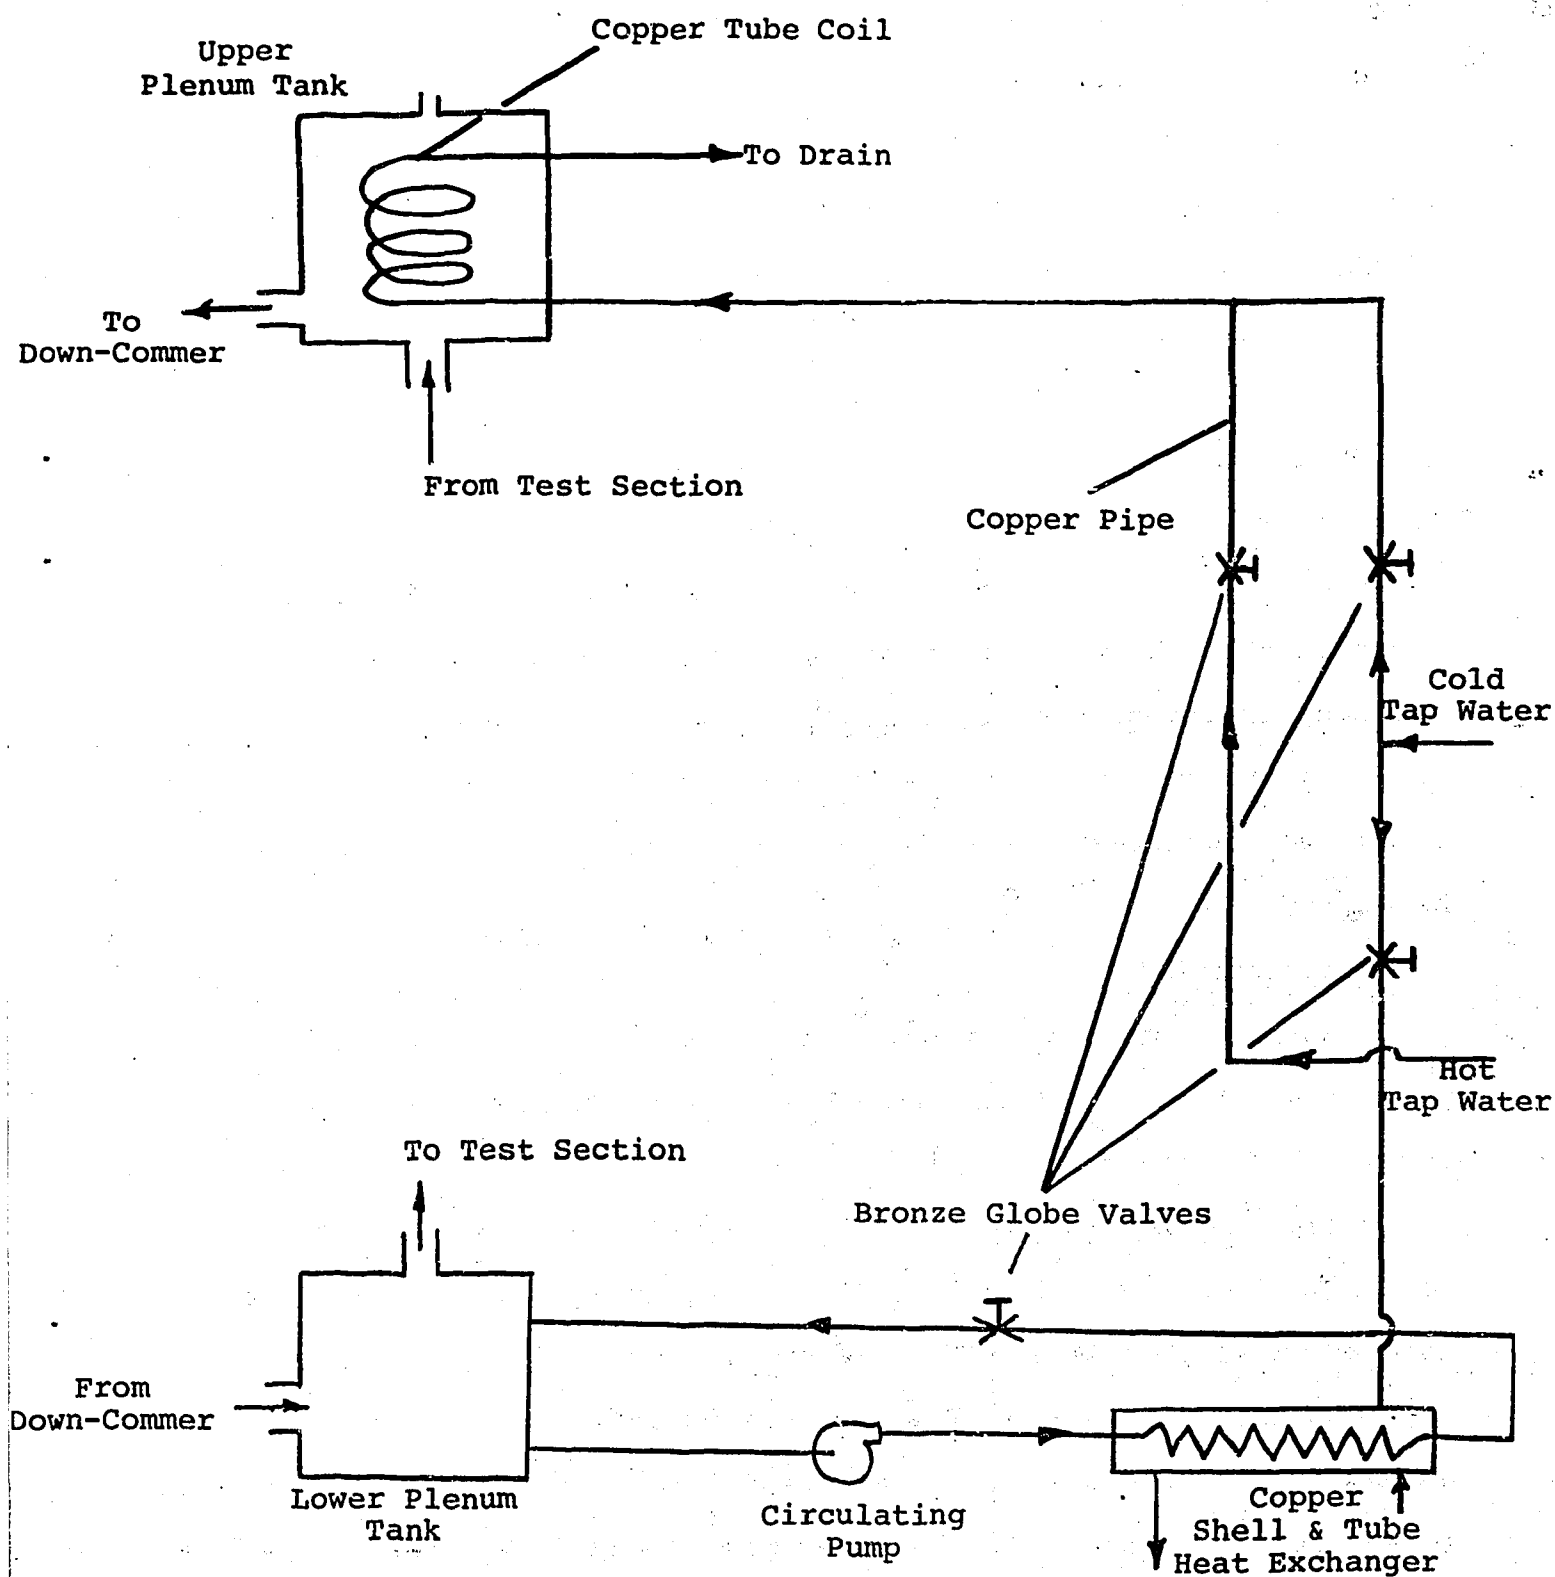 Copper Tube Coil
Upper
Plenum Tank
To Drain
To
Down-Commer
From Test Section
Copper Pipe
Cold
Tap Water
Hot
Tap Water
To Test Section
Bronze Globe Valves
From
Down-Commer
Lower Plenum
Tank
Circulating
Pump
Copper
Shell & Tube
Heat Exchanger